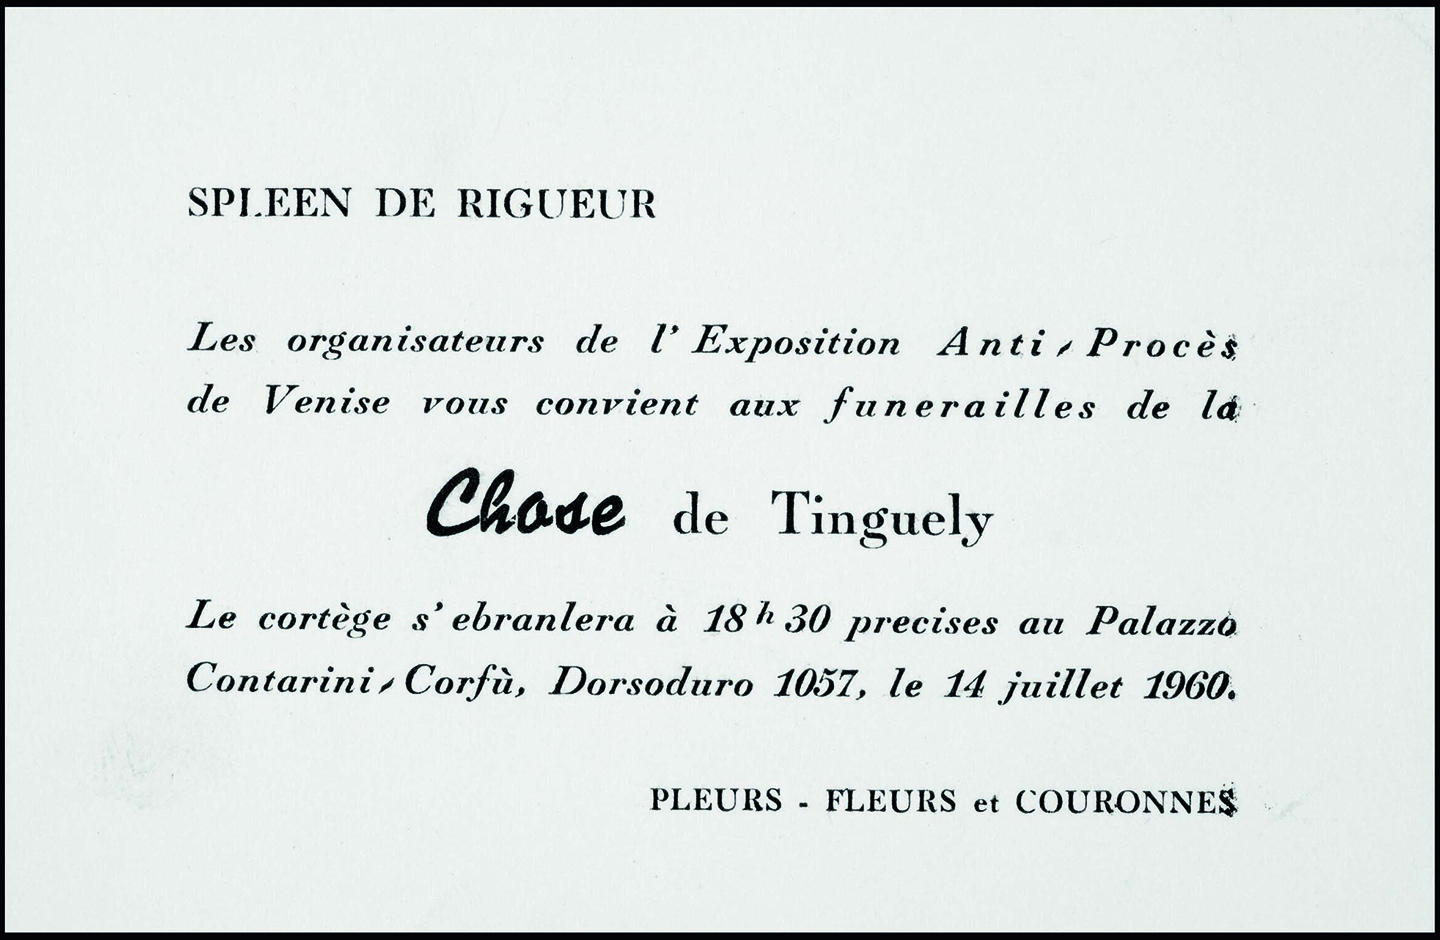 SPLEEN DE RIGUEUR
Les organisateurs de l' Exposition Anti-Procès
de Venise vous convient aux funerailles de la
Chose de Tinguely
Le cortège s' ebranlera à 18 h 30 precises au Palazzo
Contarini-Corfù, Dorsoduro 1057, le 14 juillet 1960.
PLEURS - FLEURS et COURONNES